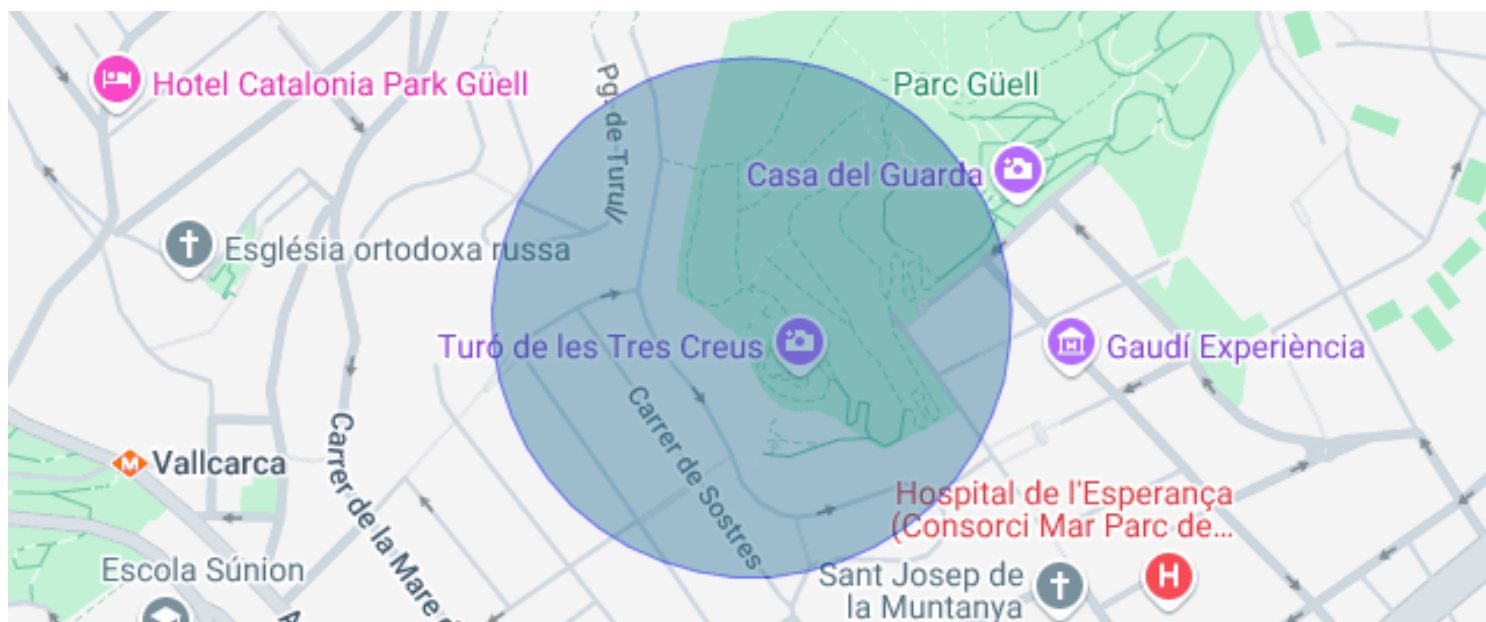 Hotel Catalonia Park Güell
Pg. de Turull
Parc Güell
Casa del Guarda
Església ortodoxa russa
Turó de les Tres Creus
Gaudí Experiència
Vallcarca
Carrer de la Mare d
Carrer de Sostres
Hospital de l'Esperança
(Consorci Mar Parc de...
Escola Súnion
Sant Josep de
la Muntanya
H
M
A